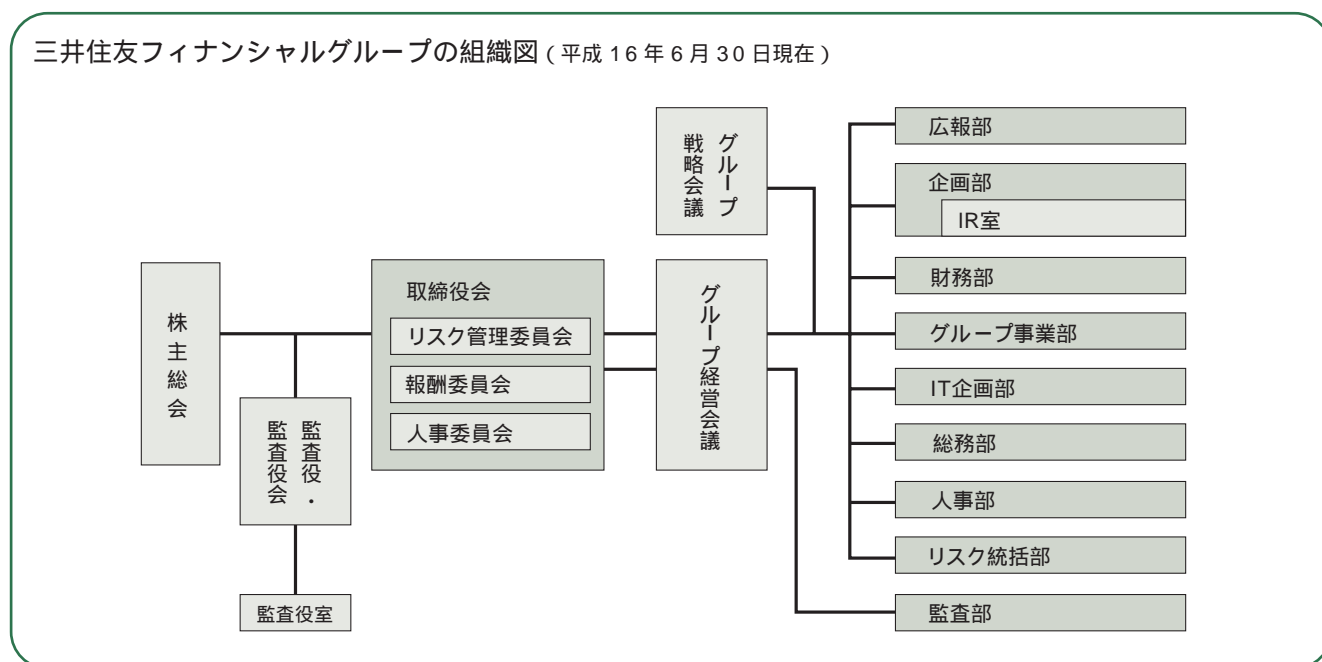 三井住友フィナンシャルグループの組織図（平成16年6月30日現在）
株主総会
監査役・
監査役会
監査役室
取締役会
リスク管理委員会
報酬委員会
人事委員会
グループ
戦略会議
グループ経営会議
広報部
企画部
IR室
財務部
グループ事業部
IT企画部
総務部
人事部
リスク統括部
監査部